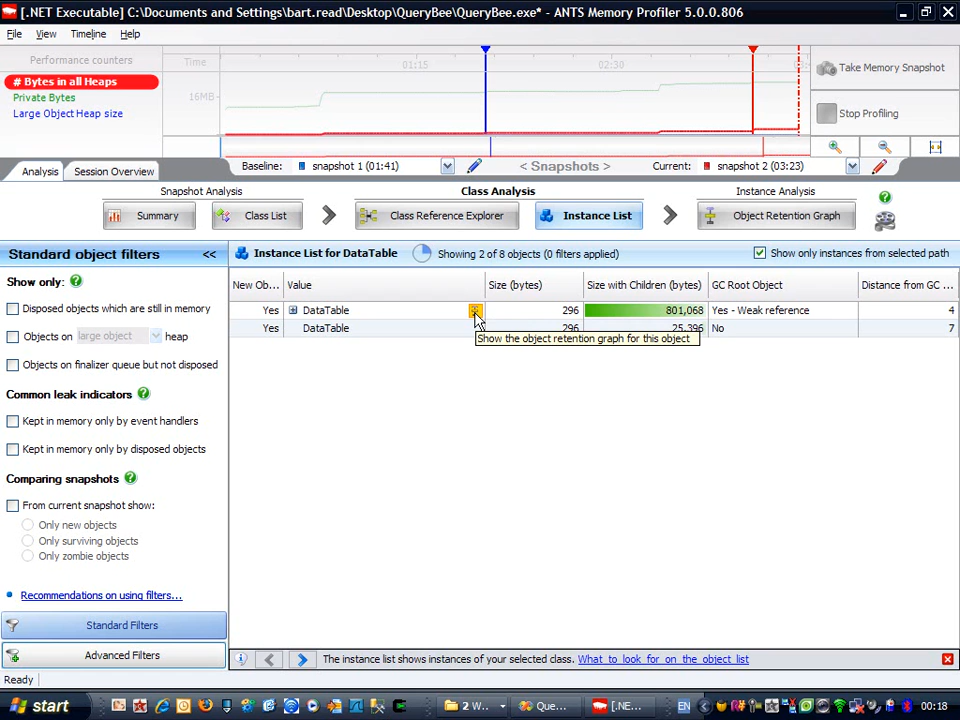 [.NET Executable] C:\Documents and Settings\bart.read\Desktop\QueryBee\QueryBee.exe* - ANTS Memory Profiler 5.0.0.806
File View Timeline Help
Performance counters
# Bytes in all Heaps
Private Bytes
Large Object Heap size
Time 01:15 02:30
16MB
Take Memory Snapshot
Stop Profiling
Analysis Session Overview
Baseline: snapshot 1 (01:41) < Snapshots > Current: snapshot 2 (03:23)
Snapshot Analysis Class Analysis Instance Analysis
Summary Class List Class Reference Explorer Instance List Object Retention Graph
Standard object filters <<
Instance List for DataTable Showing 2 of 8 objects (0 filters applied) Show only instances from selected path
Show only:
Disposed objects which are still in memory
Objects on large object heap
Objects on finalizer queue but not disposed
Common leak indicators
Kept in memory only by event handlers
Kept in memory only by disposed objects
Comparing snapshots
From current snapshot show:
Only new objects
Only surviving objects
Only zombie objects
Recommendations on using filters...
Standard Filters
Advanced Filters
New Ob... Value Size (bytes) Size with Children (bytes) GC Root Object Distance from GC ...
Yes DataTable 296 801,068 Yes - Weak reference 4
Yes DataTable 296 25,396 No 7
Show the object retention graph for this object
The instance list shows instances of your selected class. What to look for on the object list
Ready
start 2 W... Que... [.NE... EN 00:18